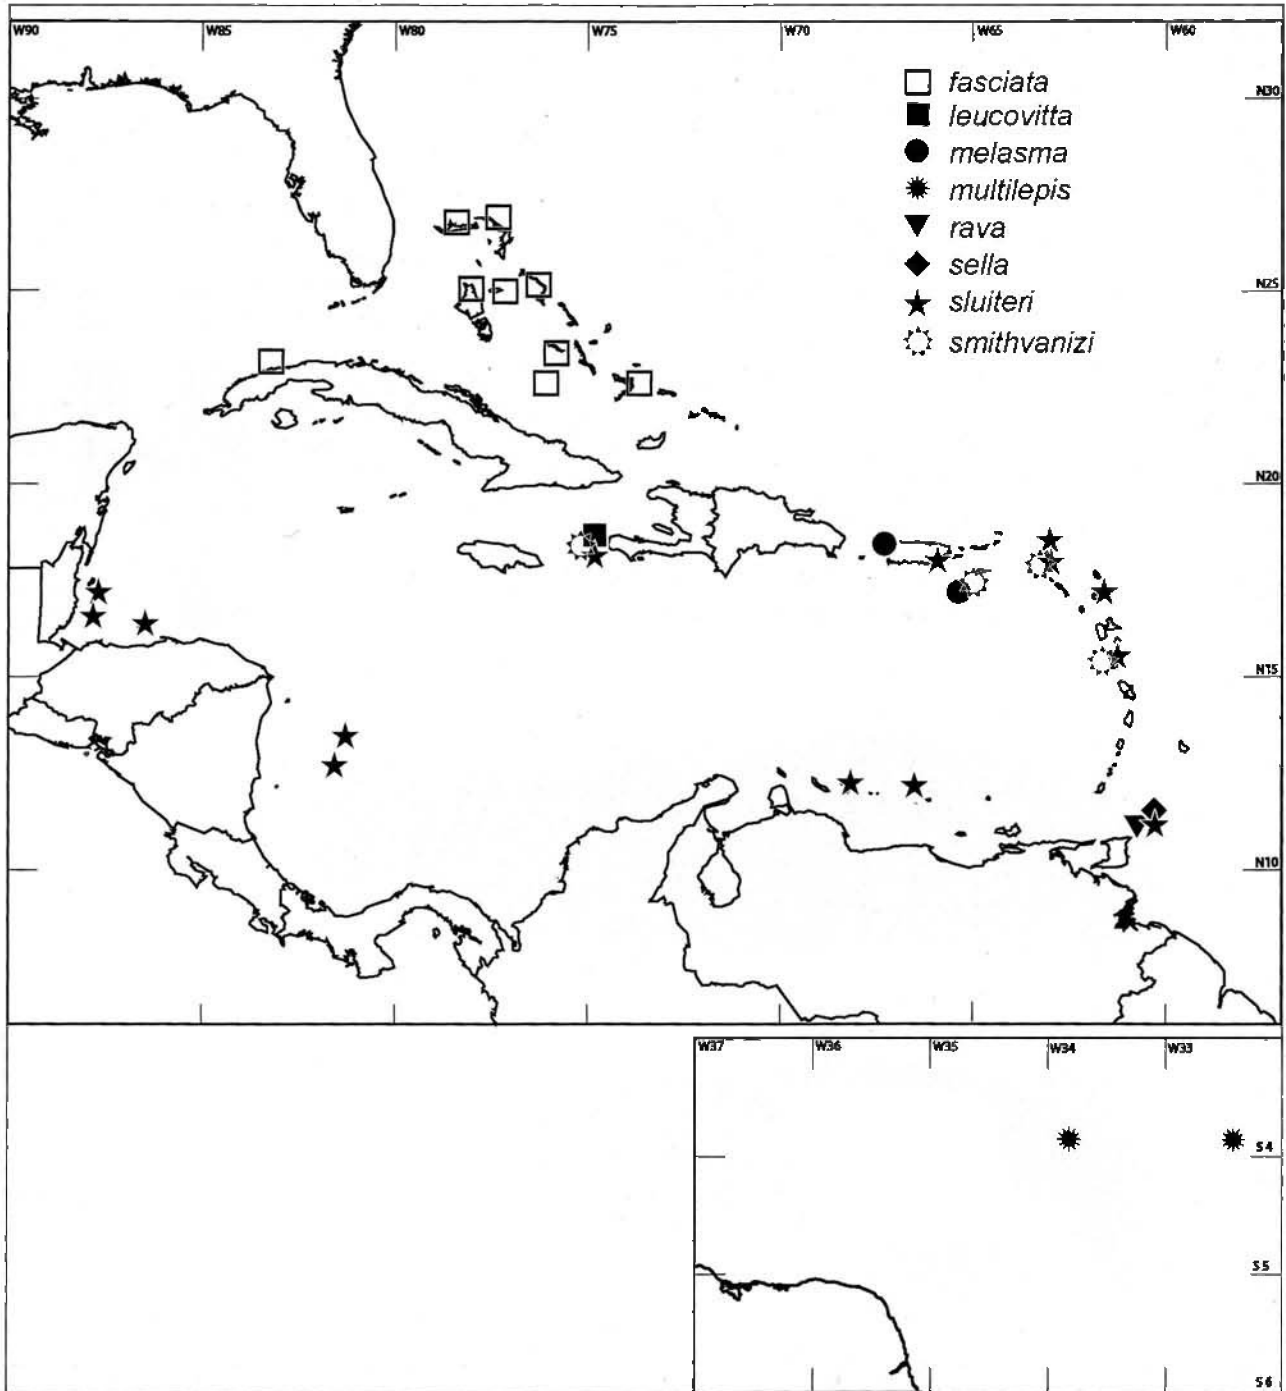 W90 W85 W80 W75 W70 W65 W60
fasciata
N30
leucovitta
melasma
multilepis
rava
sella
N25
sluiteri
smithvanizi
N20
N15
N10
W37 W36 W35 W34 W33
S4
S5
S6